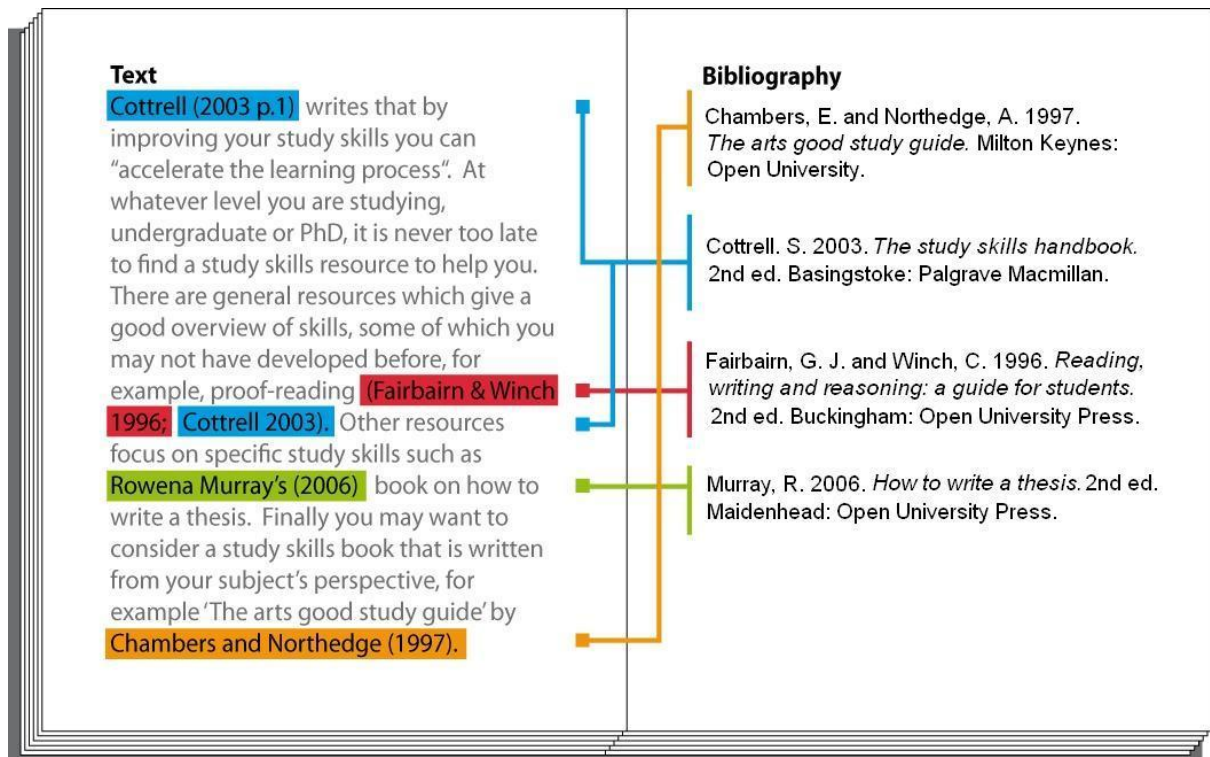 Text
Cottrell (2003 p.1) writes that by
improving your study skills you can
“accelerate the learning process“. At
whatever level you are studying,
undergraduate or PhD, it is never too late
to find a study skills resource to help you.
There are general resources which give a
good overview of skills, some of which you
may not have developed before, for
example, proof-reading (Fairbairn & Winch
1996; Cottrell 2003). Other resources
focus on specific study skills such as
Rowena Murray’s (2006) book on how to
write a thesis. Finally you may want to
consider a study skills book that is written
from your subject’s perspective, for
example ‘The arts good study guide’ by
Chambers and Northedge (1997).
Bibliography
Chambers, E. and Northedge, A. 1997.
The arts good study guide. Milton Keynes:
Open University.
Cottrell. S. 2003. The study skills handbook.
2nd ed. Basingstoke: Palgrave Macmillan.
Fairbairn, G. J. and Winch, C. 1996. Reading,
writing and reasoning: a guide for students.
2nd ed. Buckingham: Open University Press.
Murray, R. 2006. How to write a thesis. 2nd ed.
Maidenhead: Open University Press.